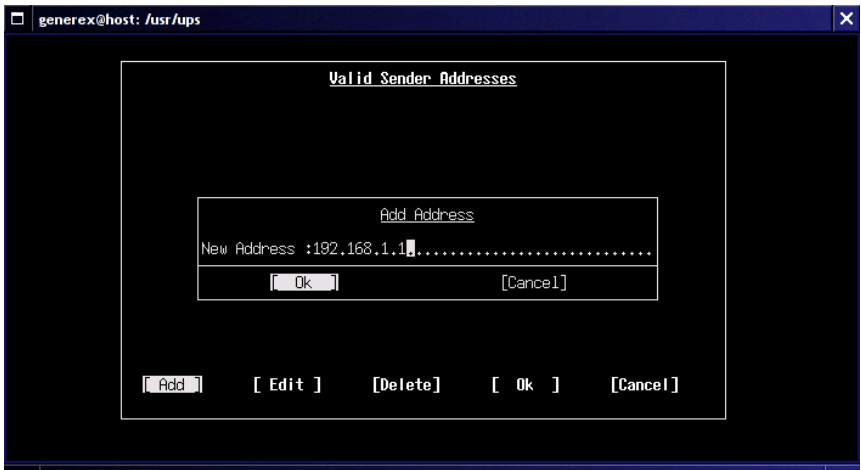 generex@host: /usr/ups
Valid Sender Addresses
Add Address
New Address :192.168.1.1..............................
[ Ok ] [Cancel]
[ Add ] [ Edit ] [Delete] [ Ok ] [Cancel]